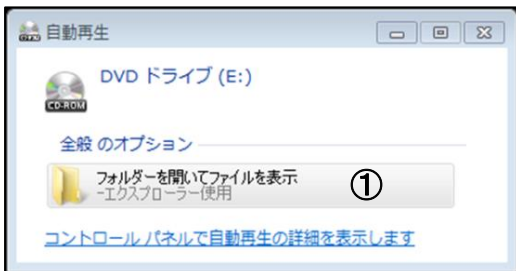 自動再生
DVD ドライブ (E:)
CD-ROM
全般 のオプション
フォルダーを開いてファイルを表示
-エクスプローラー使用
①
コントロール パネルで自動再生の詳細を表示します